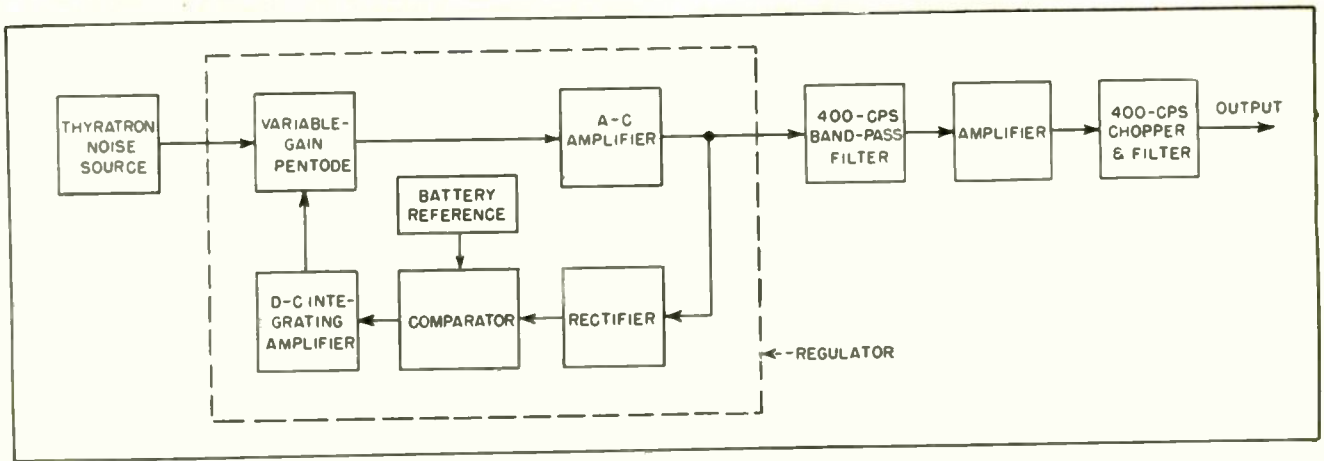 THYRATRON
NOISE
SOURCE
VARIABLE-
GAIN
PENTODE
A-C
AMPLIFIER
400-CPS
BAND-PASS
FILTER
AMPLIFIER
400-CPS
CHOPPER
& FILTER
OUTPUT
BATTERY
REFERENCE
D-C INTE-
GRATING
AMPLIFIER
COMPARATOR
RECTIFIER
REGULATOR